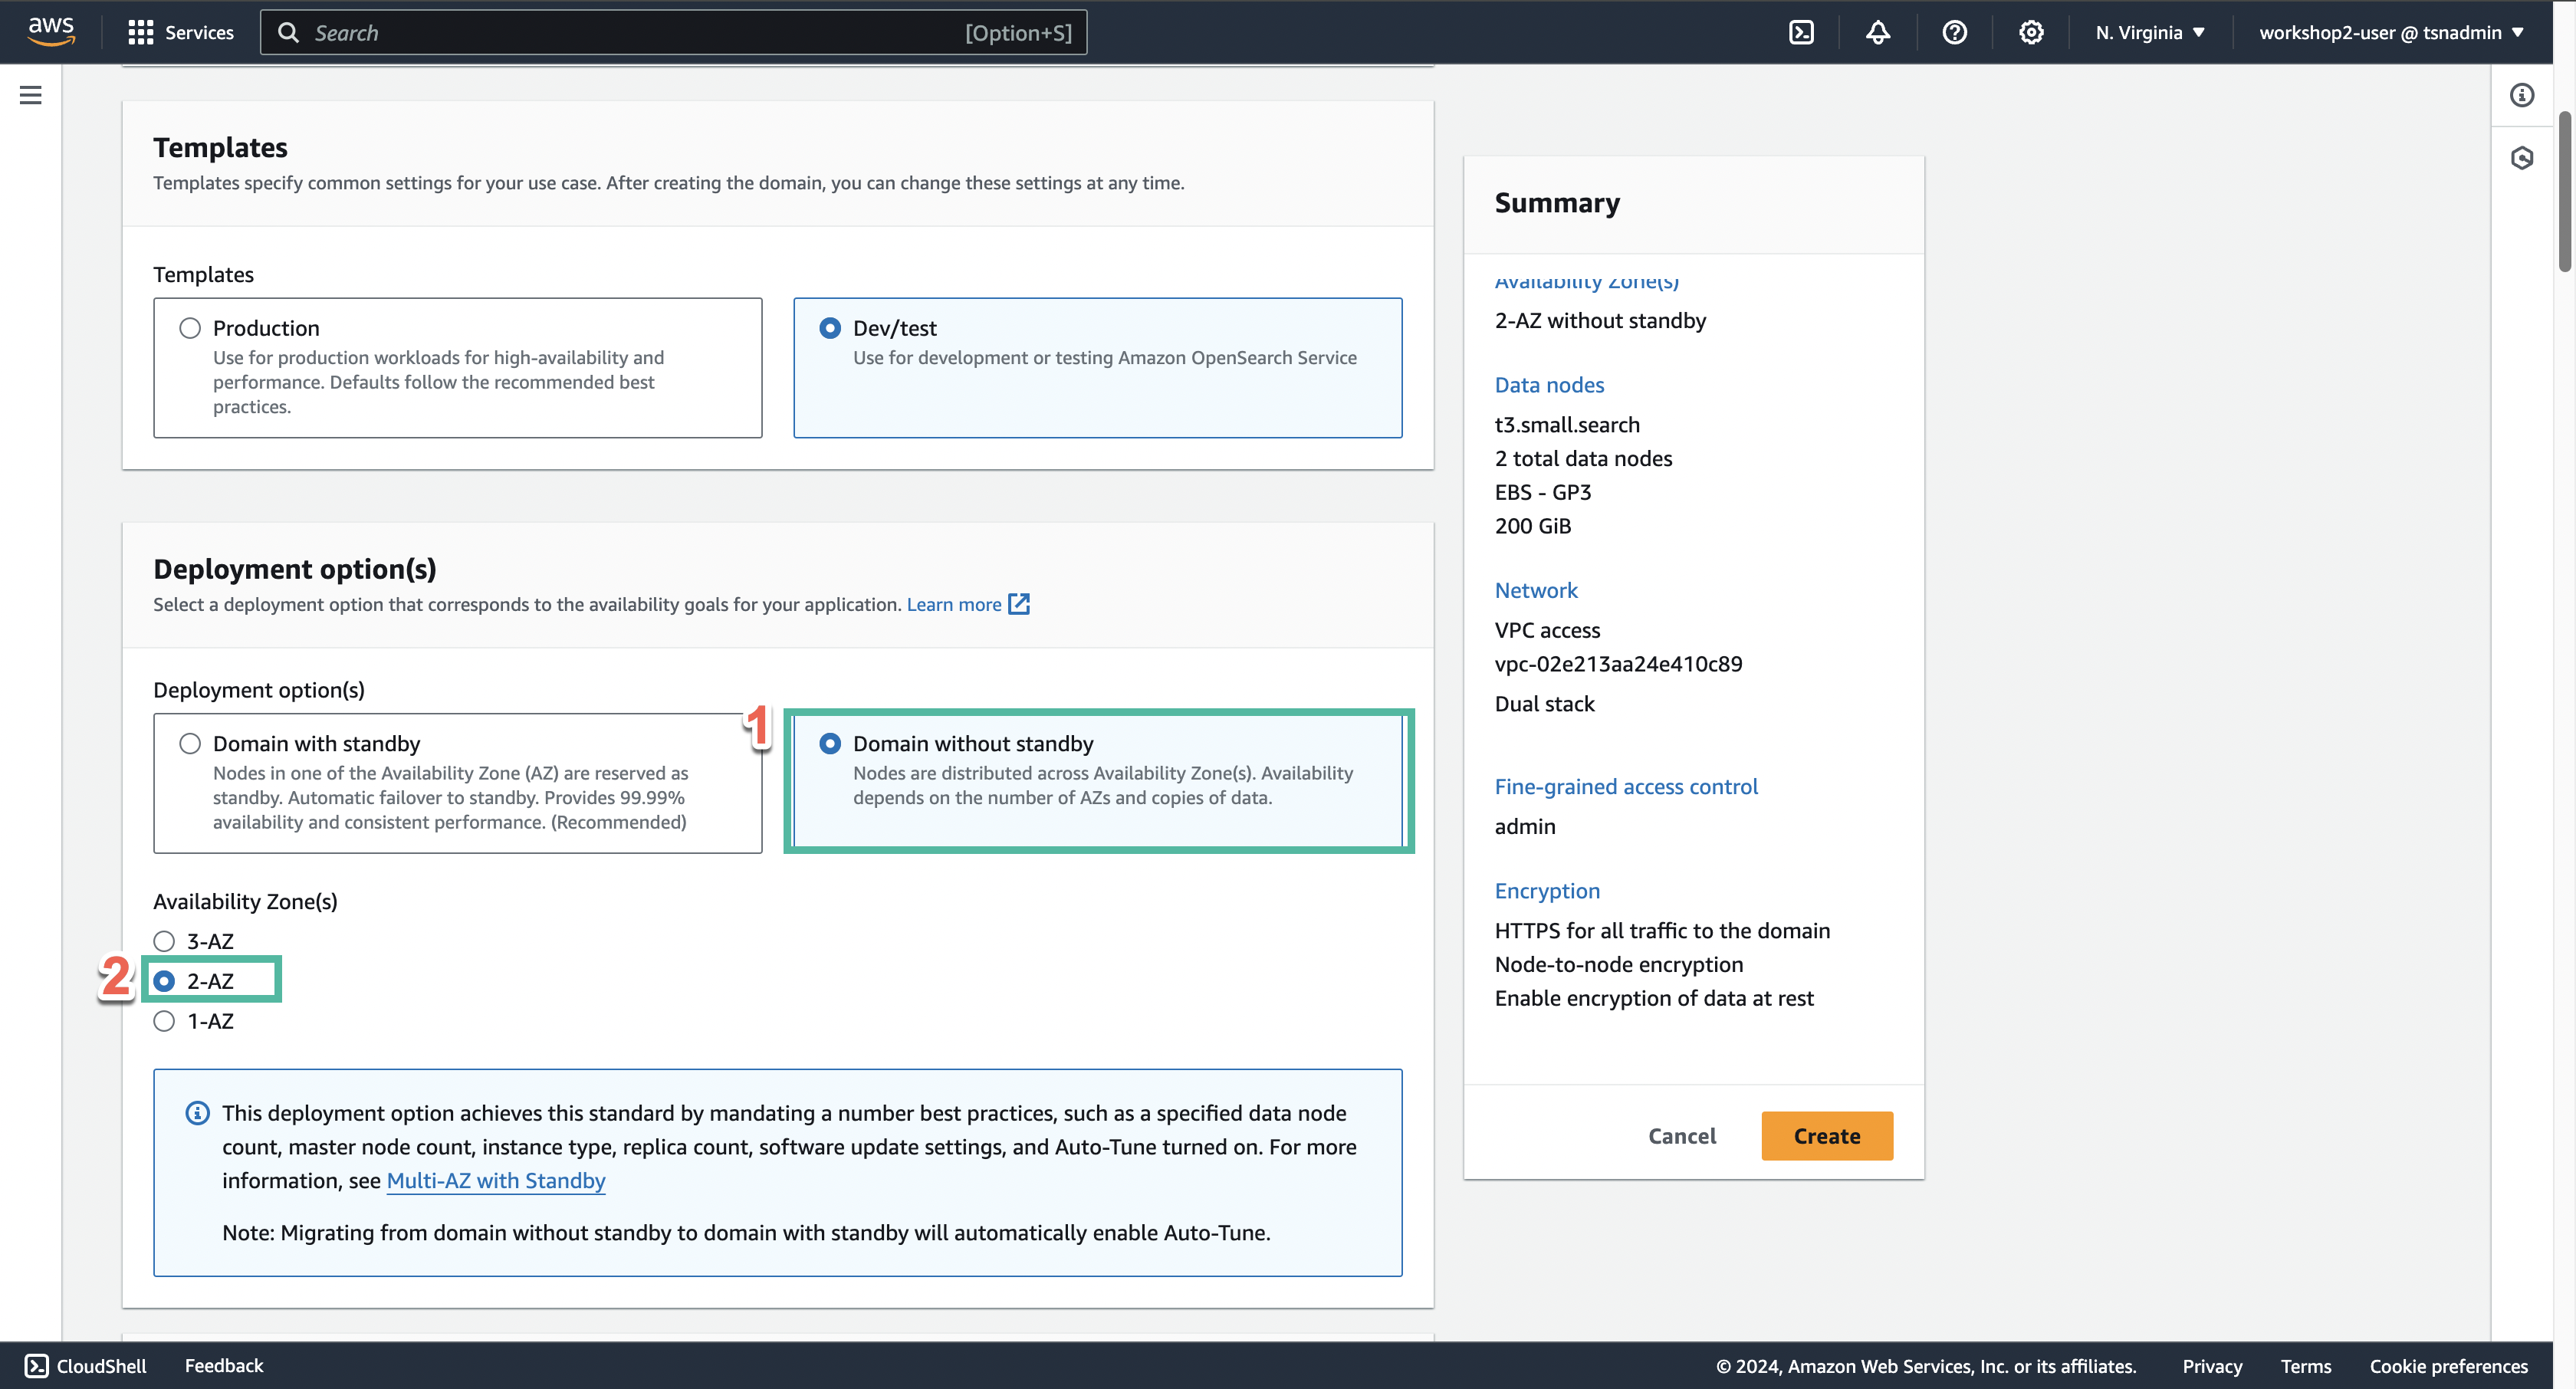 aws
Services
Search
[Option+S]
N. Virginia
workshop2-user @ tsnadmin
Templates
Templates specify common settings for your use case. After creating the domain, you can change these settings at any time.
Templates
Production
Use for production workloads for high-availability and
performance. Defaults follow the recommended best
practices.
Dev/test
Use for development or testing Amazon OpenSearch Service
Deployment option(s)
Select a deployment option that corresponds to the availability goals for your application. Learn more
Deployment option(s)
Domain with standby
Nodes in one of the Availability Zone (AZ) are reserved as
standby. Automatic failover to standby. Provides 99.99%
availability and consistent performance. (Recommended)
1
Domain without standby
Nodes are distributed across Availability Zone(s). Availability
depends on the number of AZs and copies of data.
Availability Zone(s)
3-AZ
2
2-AZ
1-AZ
This deployment option achieves this standard by mandating a number best practices, such as a specified data node
count, master node count, instance type, replica count, software update settings, and Auto-Tune turned on. For more
information, see Multi-AZ with Standby
Note: Migrating from domain without standby to domain with standby will automatically enable Auto-Tune.
Summary
Availability Zone(s)
2-AZ without standby
Data nodes
t3.small.search
2 total data nodes
EBS - GP3
200 GiB
Network
VPC access
vpc-02e213aa24e410c89
Dual stack
Fine-grained access control
admin
Encryption
HTTPS for all traffic to the domain
Node-to-node encryption
Enable encryption of data at rest
Cancel
Create
CloudShell
Feedback
© 2024, Amazon Web Services, Inc. or its affiliates.
Privacy
Terms
Cookie preferences